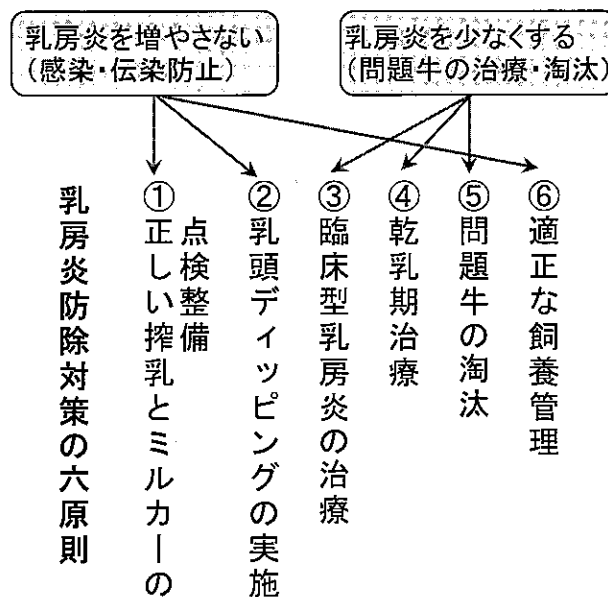 乳房炎を増やさない
(感染・伝染防止)
乳房炎を少なくする
(問題牛の治療・淘汰)
乳房炎防除対策の六原則
①正しい搾乳とミルカーの
点検整備
②乳頭ディッピングの実施
③臨床型乳房炎の治療
④乾乳期治療
⑤問題牛の淘汰
⑥適正な飼養管理